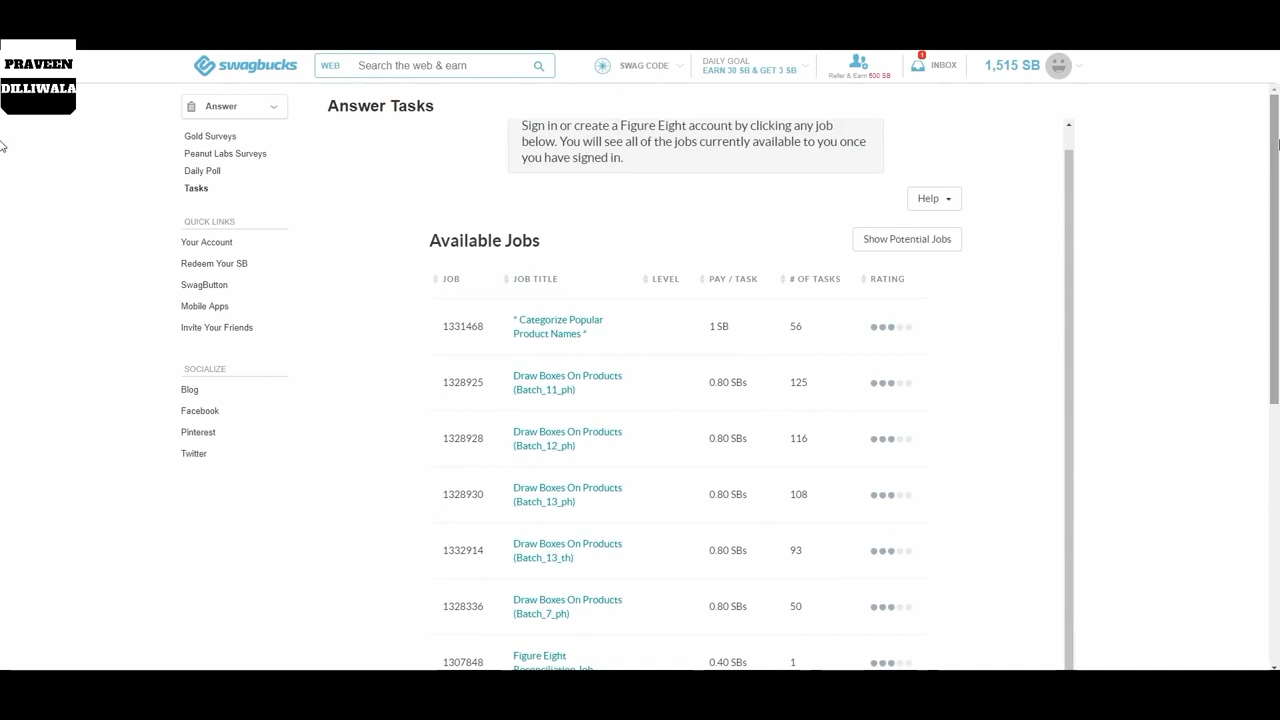 PRAVEEN
DILLIWALA
swagbucks
WEB
Search the web & earn
SWAG CODE
DAILY GOAL
EARN 30 SB & GET 3 SB
Refer & Earn 500 SB
1
INBOX
1,515 SB
Answer
Gold Surveys
Peanut Labs Surveys
Daily Poll
Tasks
QUICK LINKS
Your Account
Redeem Your SB
SwagButton
Mobile Apps
Invite Your Friends
SOCIALIZE
Blog
Facebook
Pinterest
Twitter
Answer Tasks
Sign in or create a Figure Eight account by clicking any job
below. You will see all of the jobs currently available to you once
you have signed in.
Help
Available Jobs
Show Potential Jobs
JOB JOB TITLE LEVEL PAY / TASK # OF TASKS RATING
1331468 * Categorize Popular 1 SB 56
Product Names *
1328925 Draw Boxes On Products 0.80 SBs 125
(Batch_11_ph)
1328928 Draw Boxes On Products 0.80 SBs 116
(Batch_12_ph)
1328930 Draw Boxes On Products 0.80 SBs 108
(Batch_13_ph)
1332914 Draw Boxes On Products 0.80 SBs 93
(Batch_13_th)
1328336 Draw Boxes On Products 0.80 SBs 50
(Batch_7_ph)
1307848 Figure Eight 0.40 SBs 1
Reconciliation Job